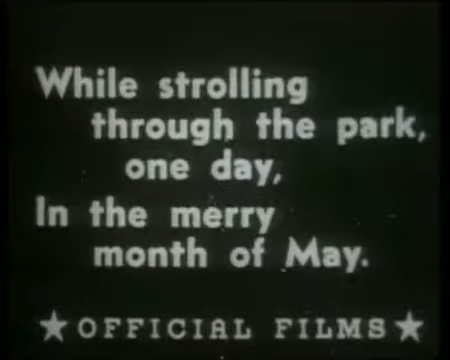 While strolling
through the park,
one day,
In the merry
month of May.
★ OFFICIAL FILMS ★